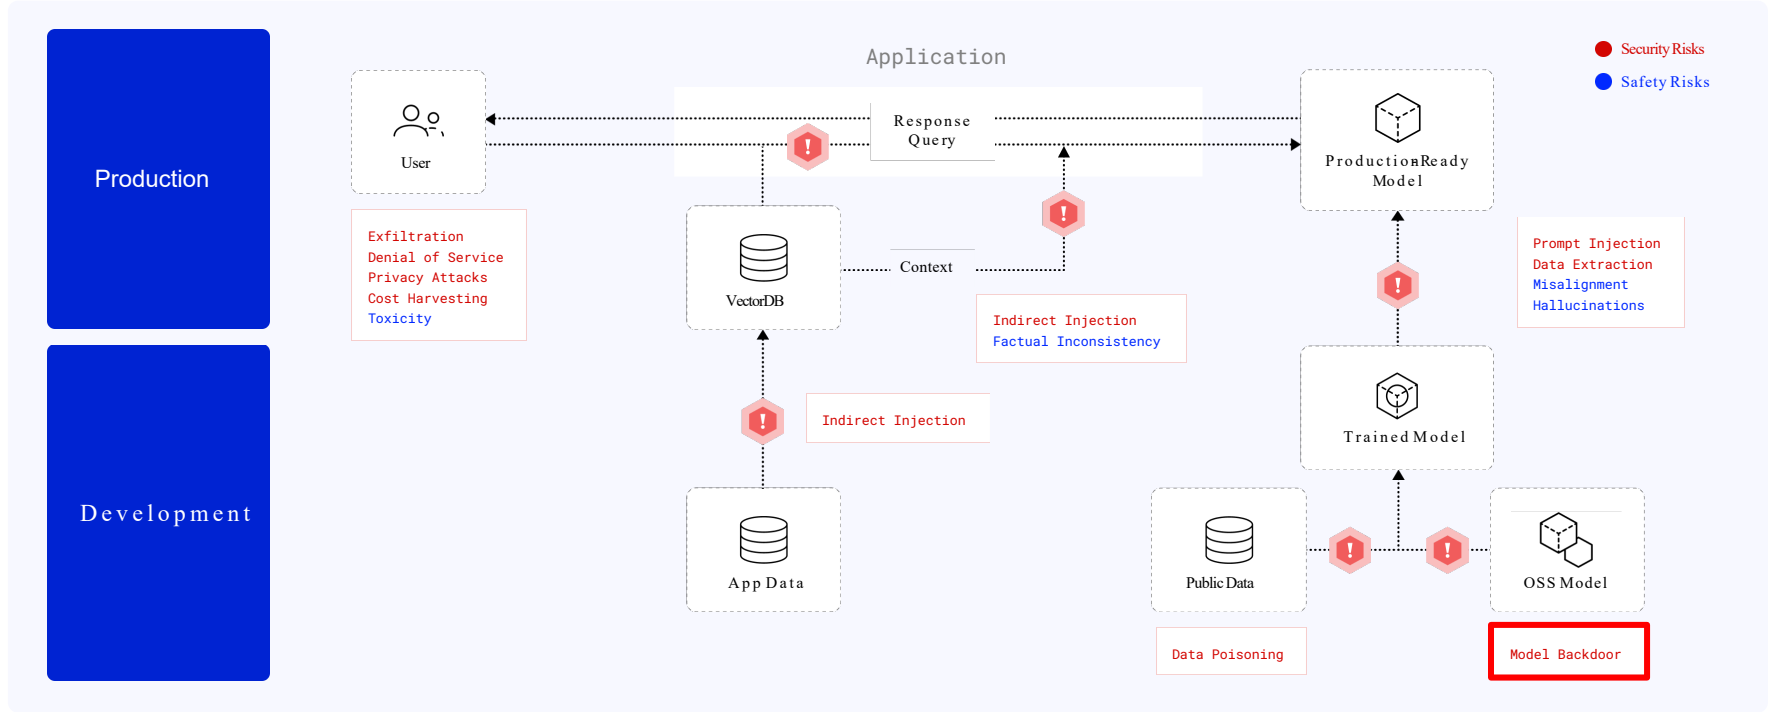 Application
Security Risks
Safety Risks
Production
User
Response
Query
Production-Ready
Model
Exfiltration
Denial of Service
Privacy Attacks
Cost Harvesting
Toxicity
VectorDB
Context
Prompt Injection
Data Extraction
Misalignment
Hallucinations
Indirect Injection
Factual Inconsistency
Development
Indirect Injection
Trained Model
App Data
Public Data
OSS Model
Data Poisoning
Model Backdoor